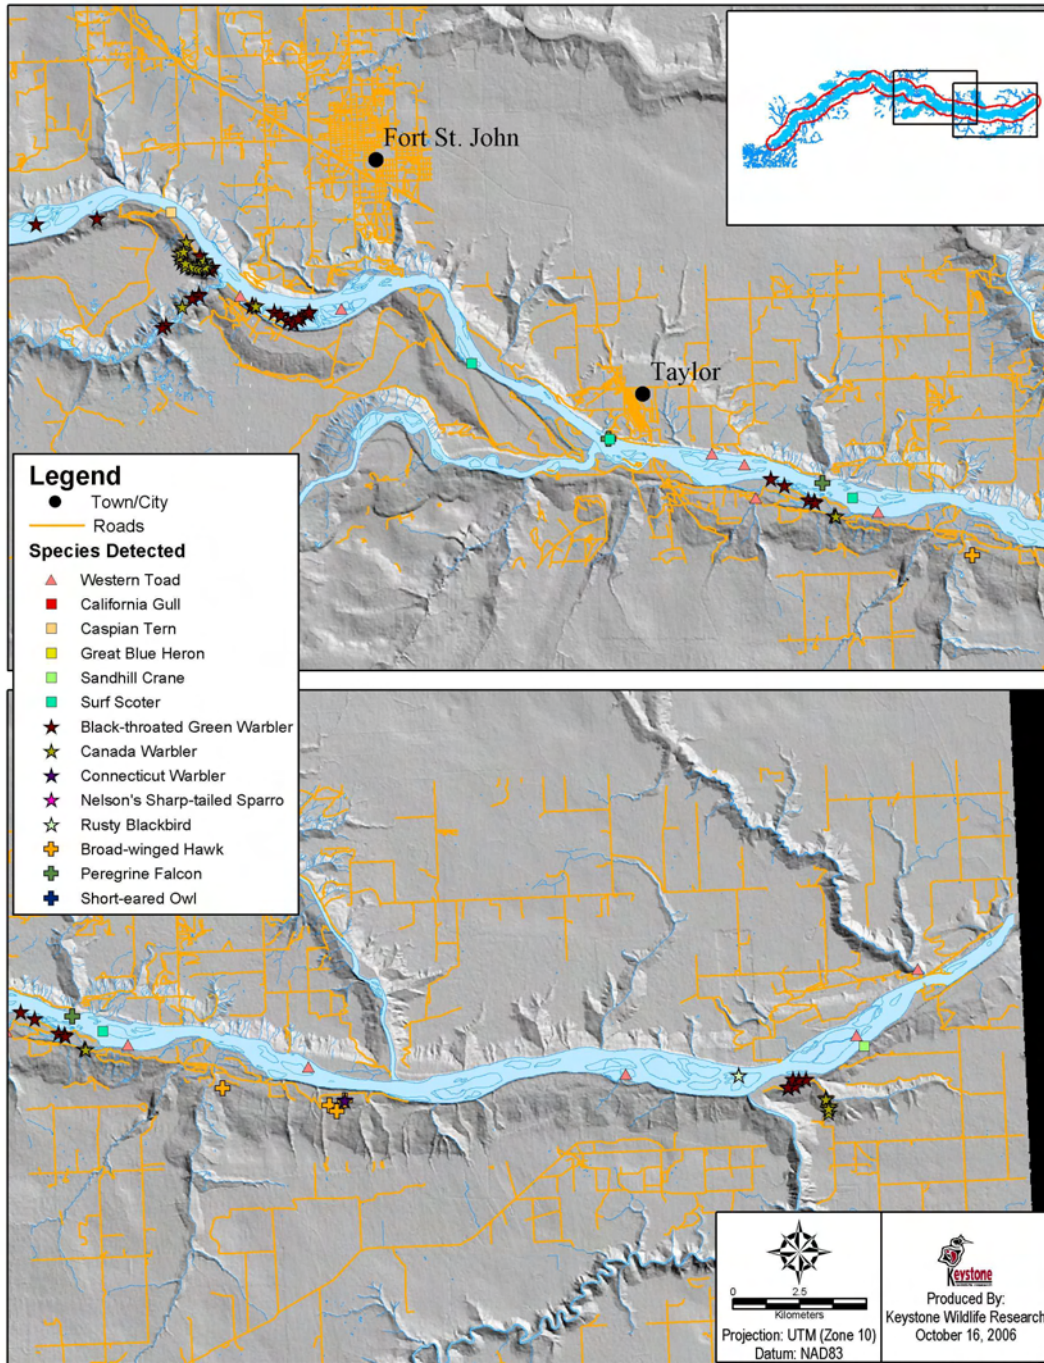 Fort St. John
Taylor
Legend
Town/City
Roads
Species Detected
Western Toad
California Gull
Caspian Tern
Great Blue Heron
Sandhill Crane
Surf Scoter
Black-throated Green Warbler
Canada Warbler
Connecticut Warbler
Nelson's Sharp-tailed Sparro
Rusty Blackbird
Broad-winged Hawk
Peregrine Falcon
Short-eared Owl
0 2.5
Kilometers
Projection: UTM (Zone 10)
Datum: NAD83
Keystone
Produced By:
Keystone Wildlife Research
October 16, 2006